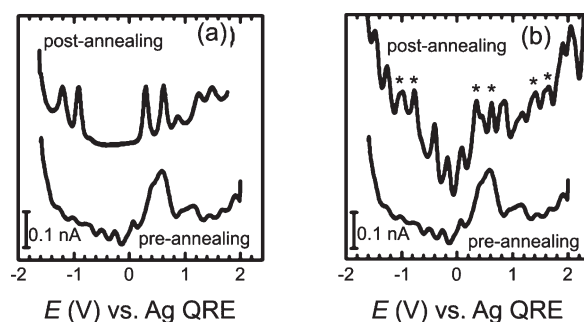 (a)
post-annealing
0.1 nA
pre-annealing
-2 -1 0 1 2
E (V) vs. Ag QRE
(b)
post-annealing
* * * * * *
0.1 nA
pre-annealing
-2 -1 0 1 2
E (V) vs. Ag QRE